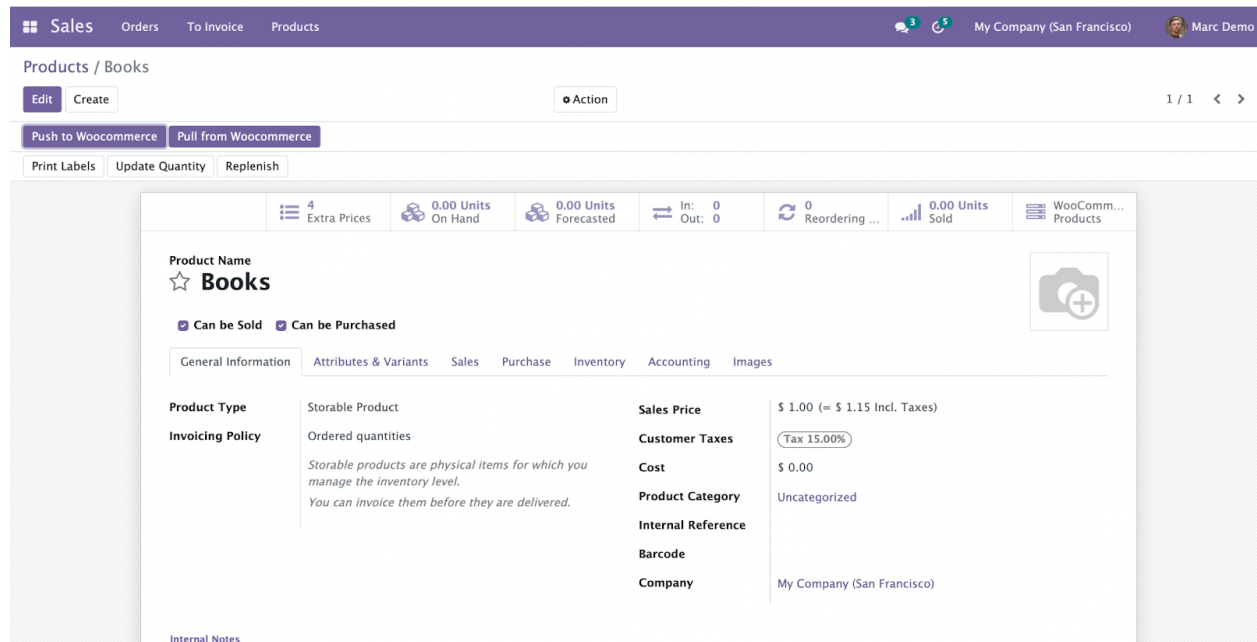 Sales Orders To Invoice Products 3 5 My Company (San Francisco) Marc Demo
Products / Books
Edit Create Action 1 / 1
Push to Woocommerce Pull from Woocommerce
Print Labels Update Quantity Replenish
4 Extra Prices
0.00 Units On Hand
0.00 Units Forecasted
In: 0
Out: 0
0 Reordering ...
0.00 Units Sold
WooComm... Products
Product Name
Books
Can be Sold Can be Purchased
General Information Attributes & Variants Sales Purchase Inventory Accounting Images
Product Type Storable Product
Invoicing Policy Ordered quantities
Storable products are physical items for which you
manage the inventory level.
You can invoice them before they are delivered.
Sales Price $ 1.00 (= $ 1.15 Incl. Taxes)
Customer Taxes Tax 15.00%
Cost $ 0.00
Product Category Uncategorized
Internal Reference
Barcode
Company My Company (San Francisco)
Internal Notes